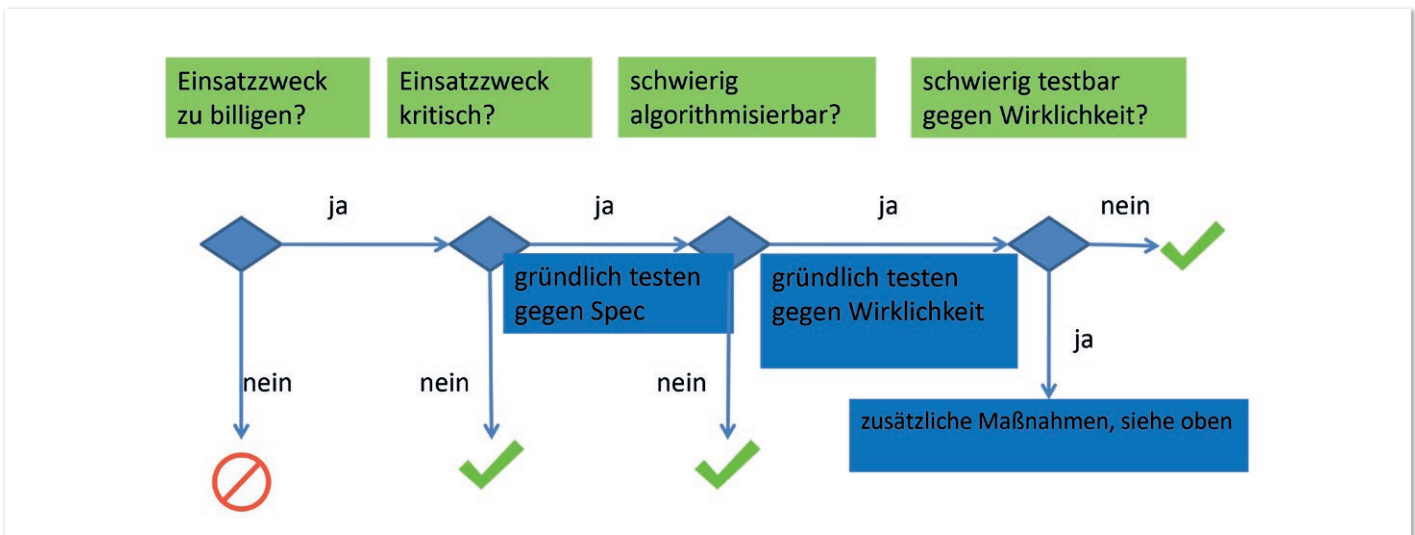 Einsatzzweck
zu billigen?
Einsatzzweck
kritisch?
schwierig
algorithmisierbar?
schwierig testbar
gegen Wirklichkeit?
ja
ja
ja
nein
gründlich testen
gegen Spec
gründlich testen
gegen Wirklichkeit
ja
nein
nein
nein
zusätzliche Maßnahmen, siehe oben